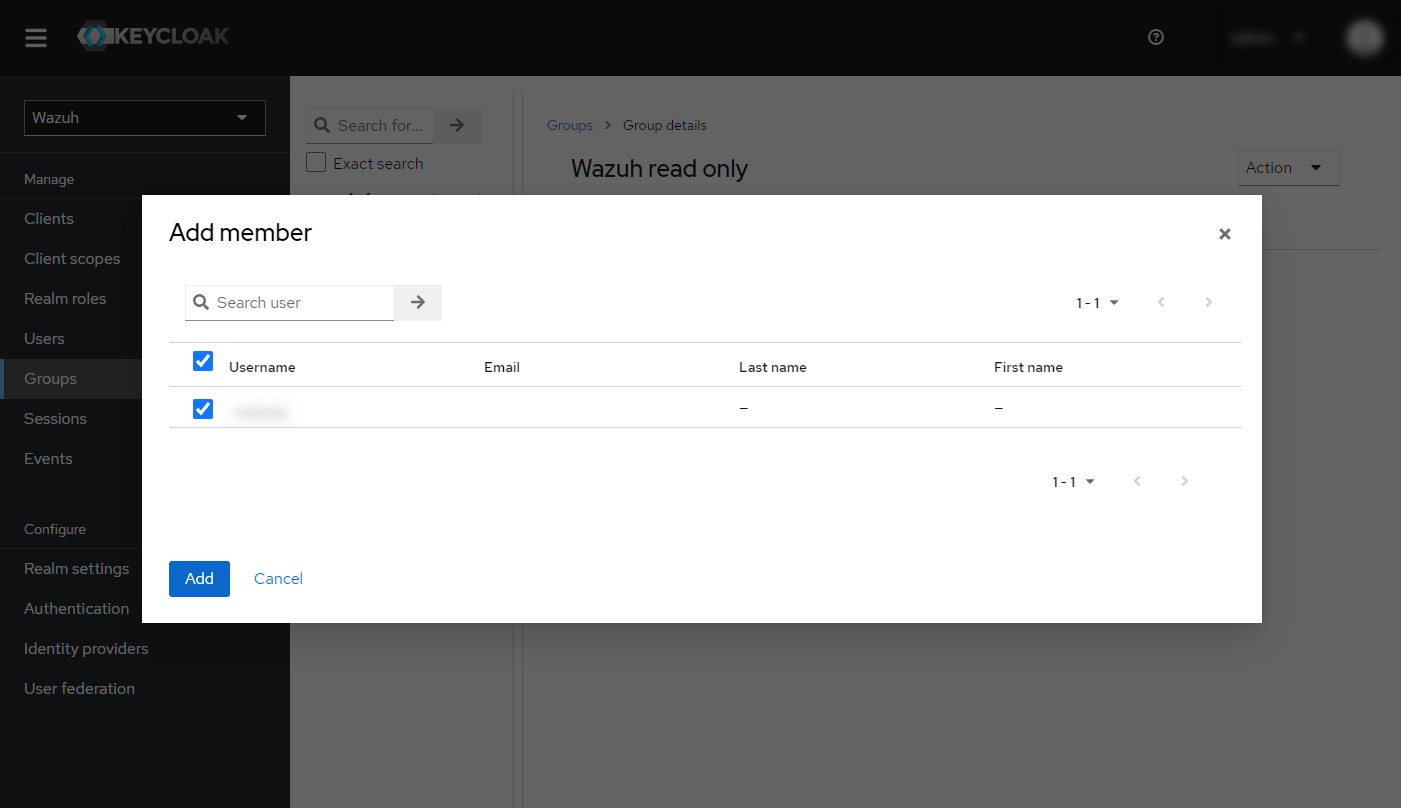 KEYCLOAK
Wazuh
Manage
Clients
Client scopes
Realm roles
Users
Groups
Sessions
Events
Configure
Realm settings
Authentication
Identity providers
User federation
Search for...
Exact search
Groups > Group details
Wazuh read only
Action
Add member
Search user
1 - 1
Username Email Last name First name
– –
1 - 1
Add Cancel